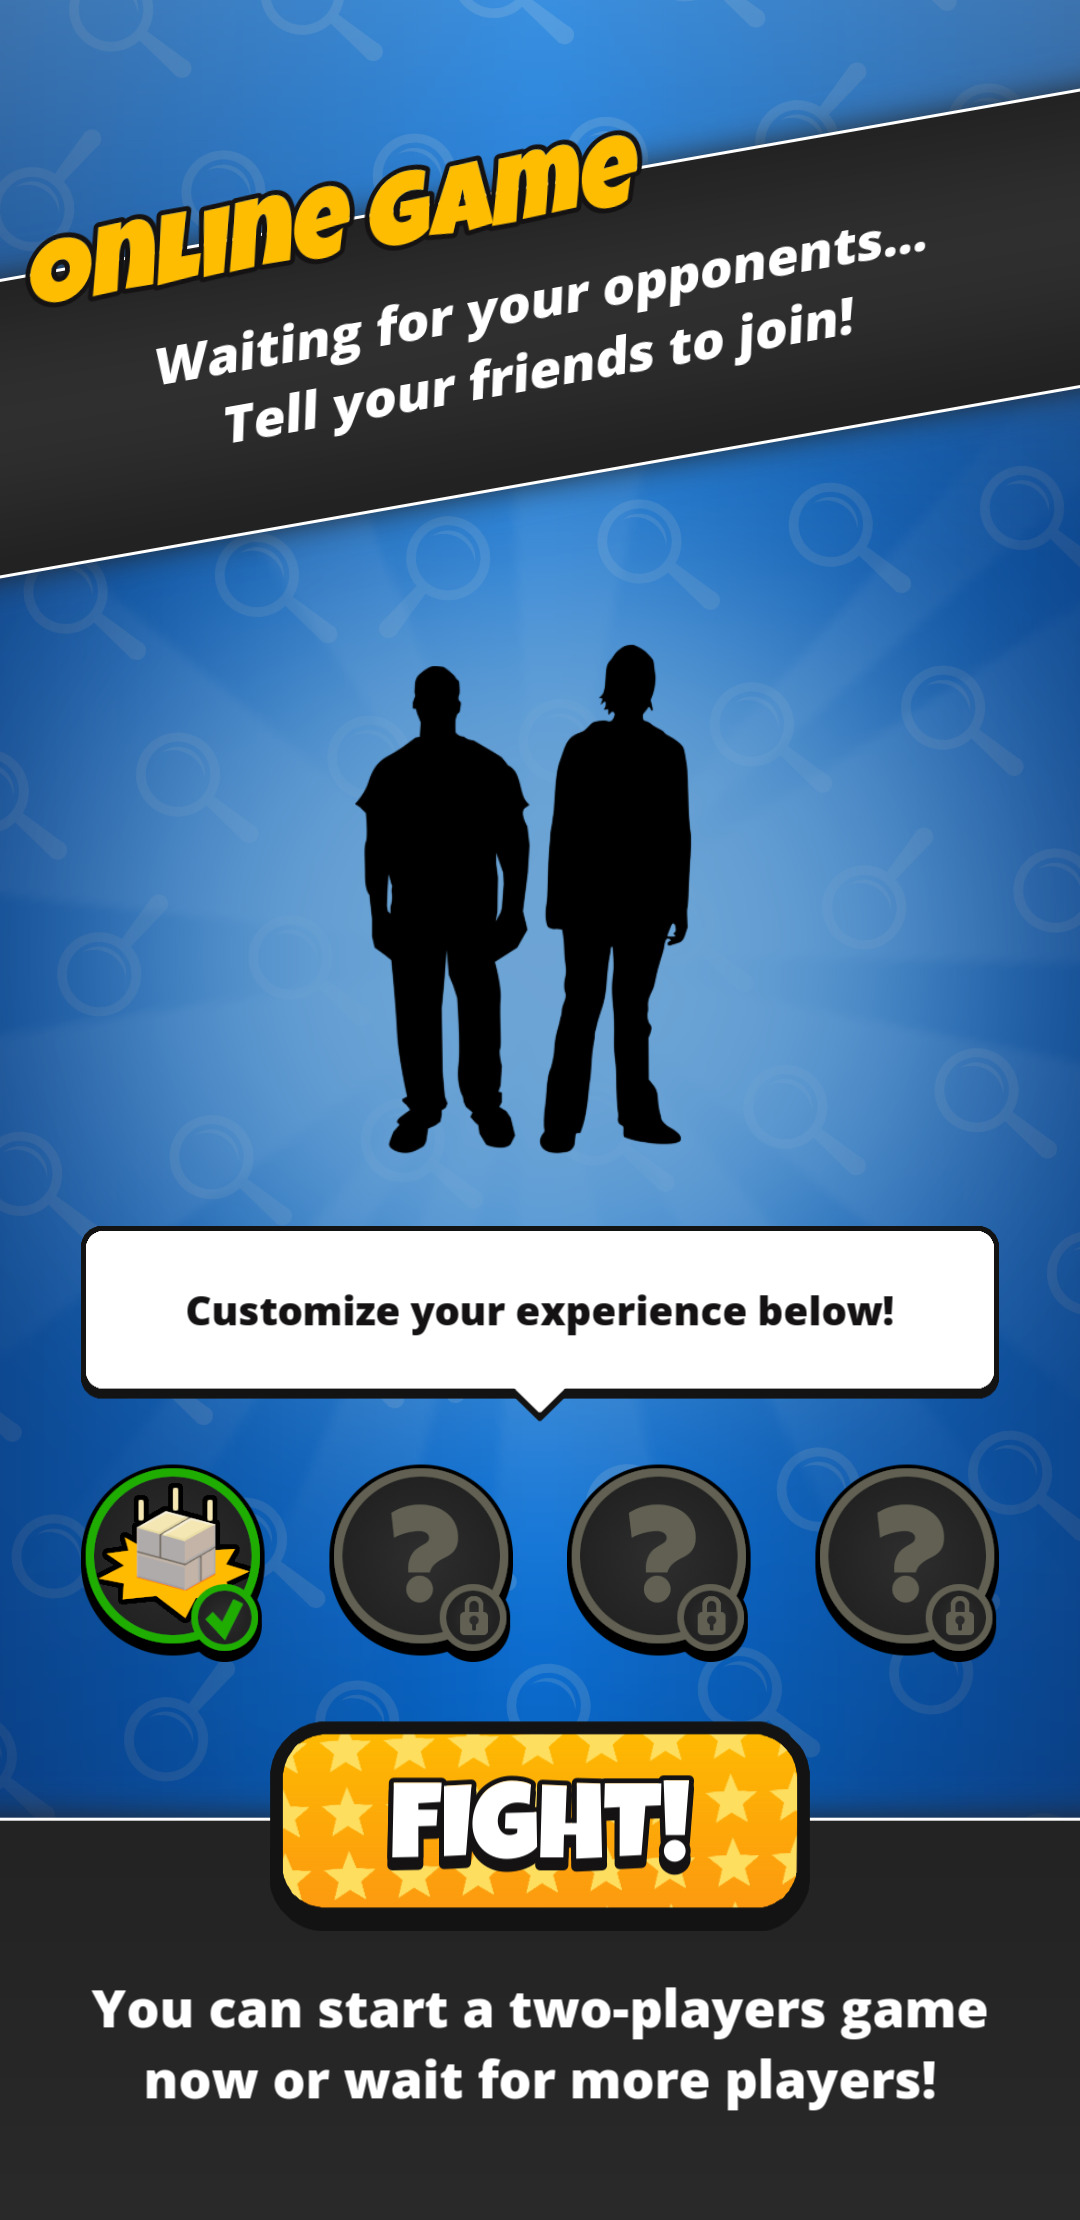 ONLINE GAME
Waiting for your opponents...
Tell your friends to join!
Customize your experience below!
?
?
?
FIGHT!
You can start a two-players game
now or wait for more players!